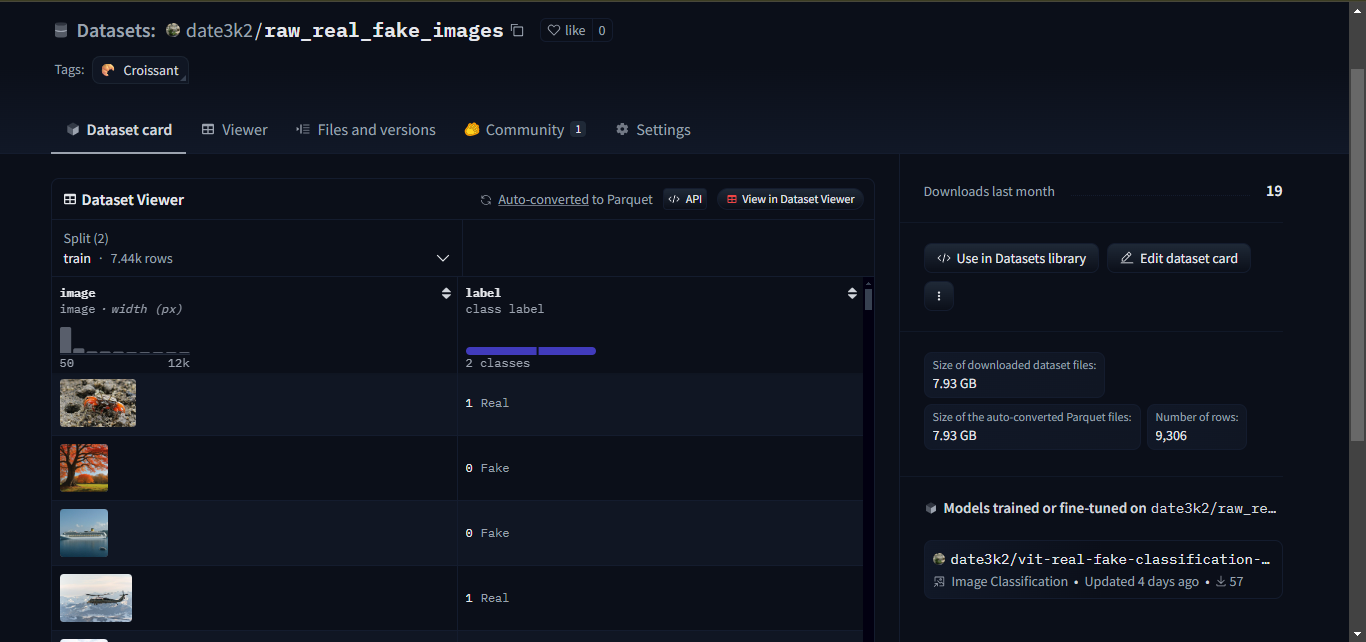 Datasets: date3k2/raw_real_fake_images like 0
Tags: Croissant
Dataset card Viewer Files and versions Community 1 Settings
Dataset Viewer Auto-converted to Parquet API View in Dataset Viewer
Split (2)
train · 7.44k rows
image label
image · width (px) class label
50 12k 2 classes
1 Real
0 Fake
0 Fake
1 Real
Downloads last month 19
Use in Datasets library Edit dataset card
Size of downloaded dataset files:
7.93 GB
Size of the auto-converted Parquet files: Number of rows:
7.93 GB 9,306
Models trained or fine-tuned on date3k2/raw_re…
date3k2/vit-real-fake-classification-…
Image Classification • Updated 4 days ago • 57